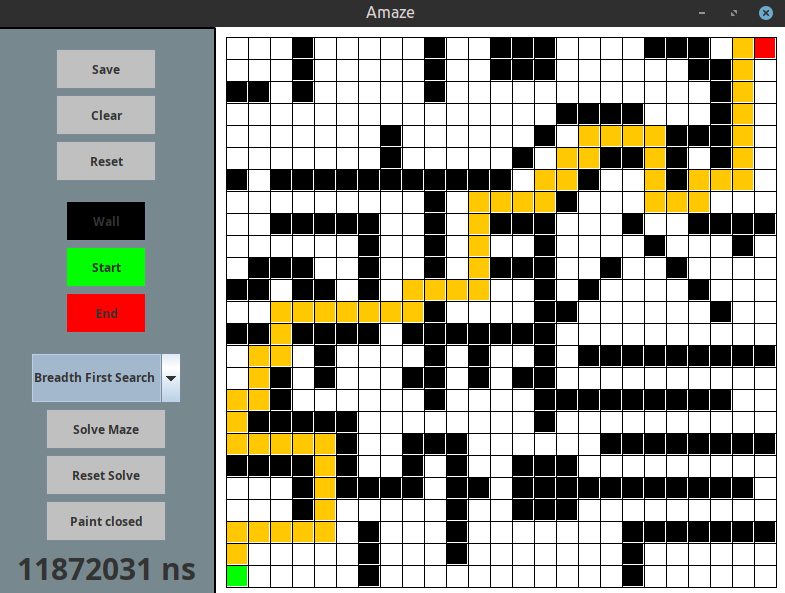 Amaze
Save
Clear
Reset
Wall
Start
End
Breadth First Search
Solve Maze
Reset Solve
Paint closed
11872031 ns